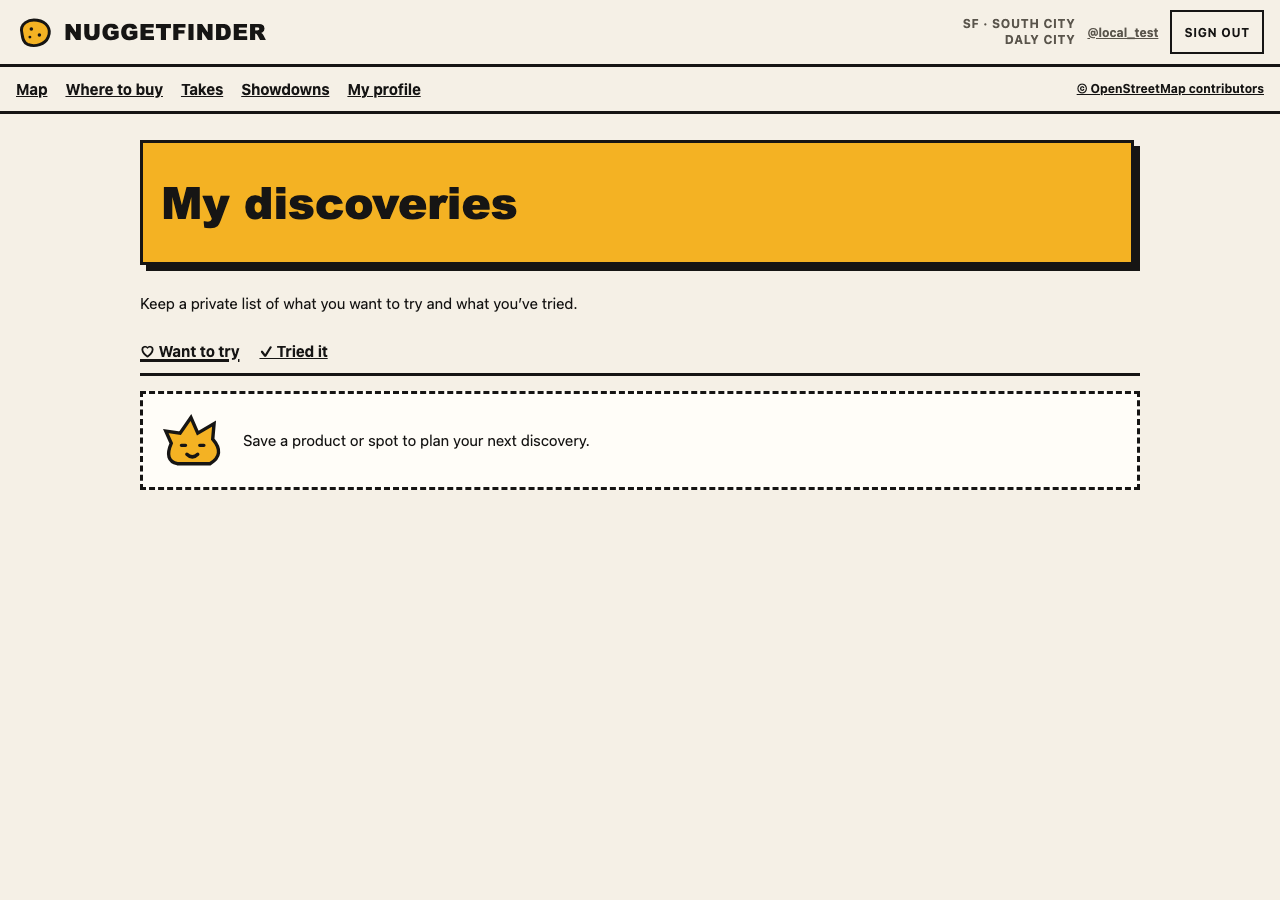 NUGGETFINDER
SF · SOUTH CITY
DALY CITY
@local_test
SIGN OUT
Map Where to buy Takes Showdowns My profile
© OpenStreetMap contributors
My discoveries
Keep a private list of what you want to try and what you’ve tried.
♡ Want to try ✓ Tried it
Save a product or spot to plan your next discovery.